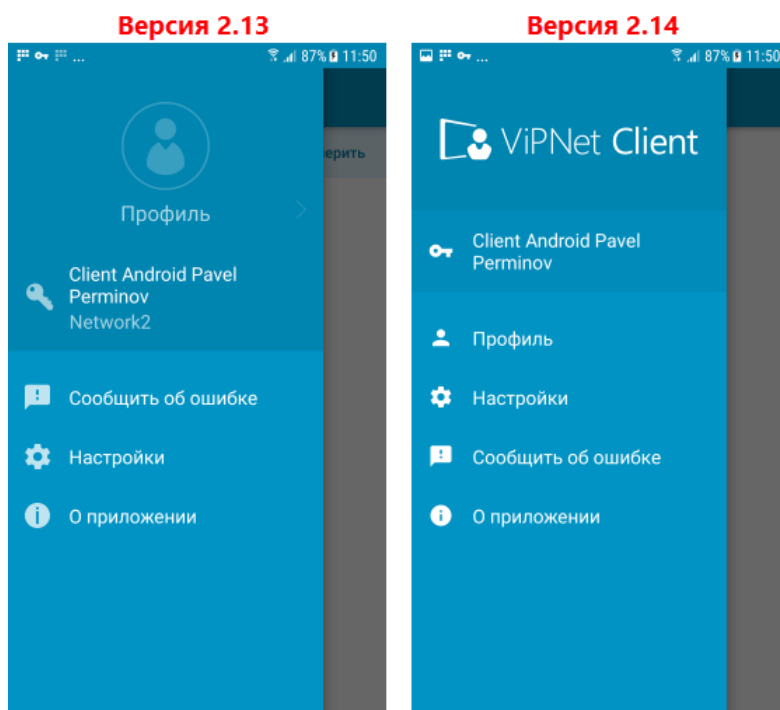 Версия 2.13
... 87% 11:50
ерить
Профиль
Client Android Pavel
Perminov
Network2
Сообщить об ошибке
Настройки
О приложении
Версия 2.14
... 87% 11:50
ViPNet Client
Client Android Pavel
Perminov
Профиль
Настройки
Сообщить об ошибке
О приложении